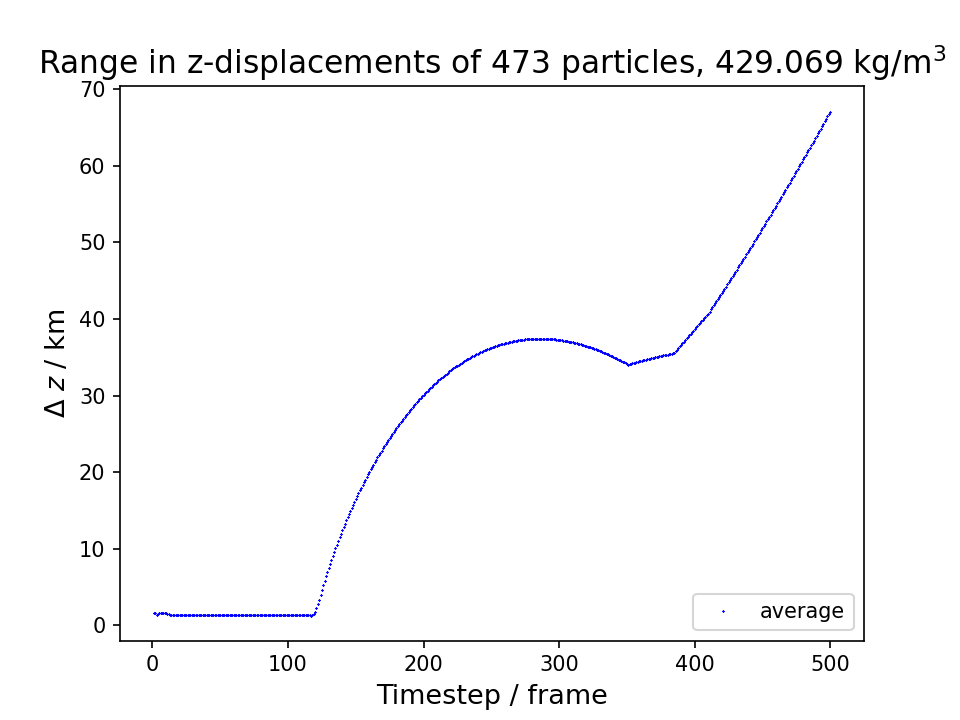 Range in z-displacements of 473 particles, 429.069 kg/m³
70
60
50
40
30
20
10
0
Δ z / km
average
0 100 200 300 400 500
Timestep / frame